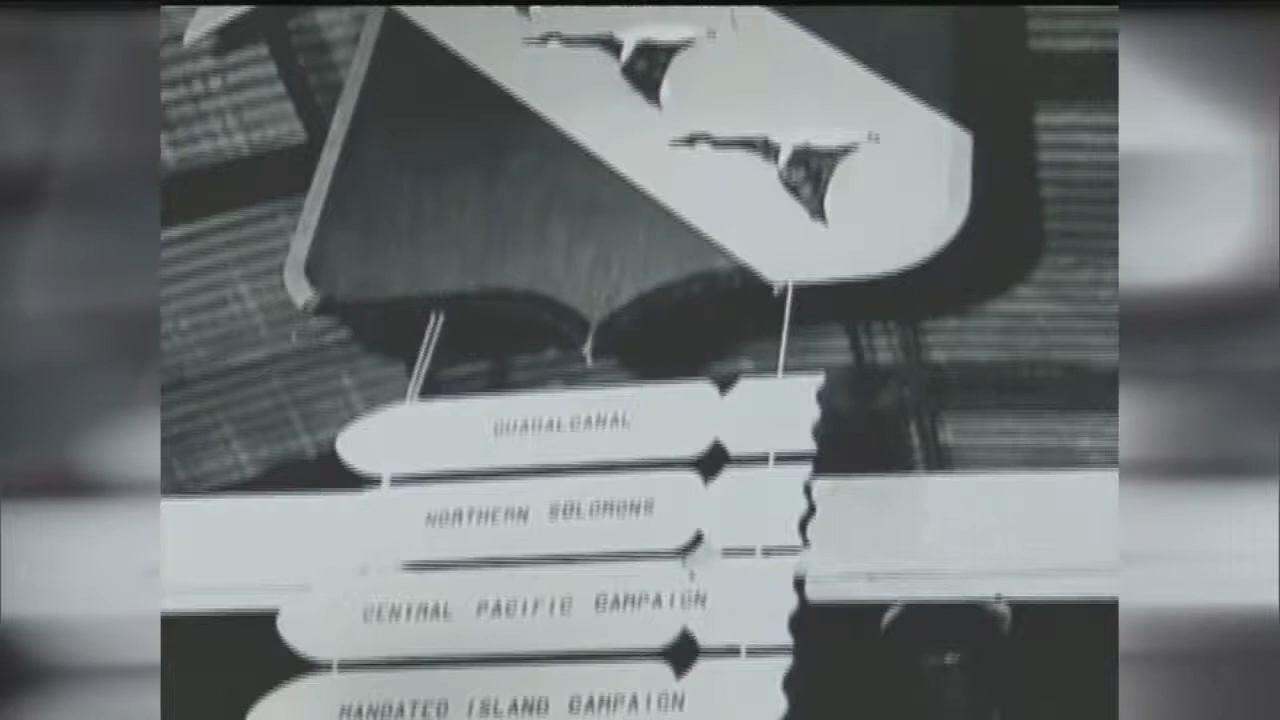 GUADALCANAL
NORTHERN SOLOMONS
CENTRAL PACIFIC CAMPAIGN
MANDATED ISLAND CAMPAIGN